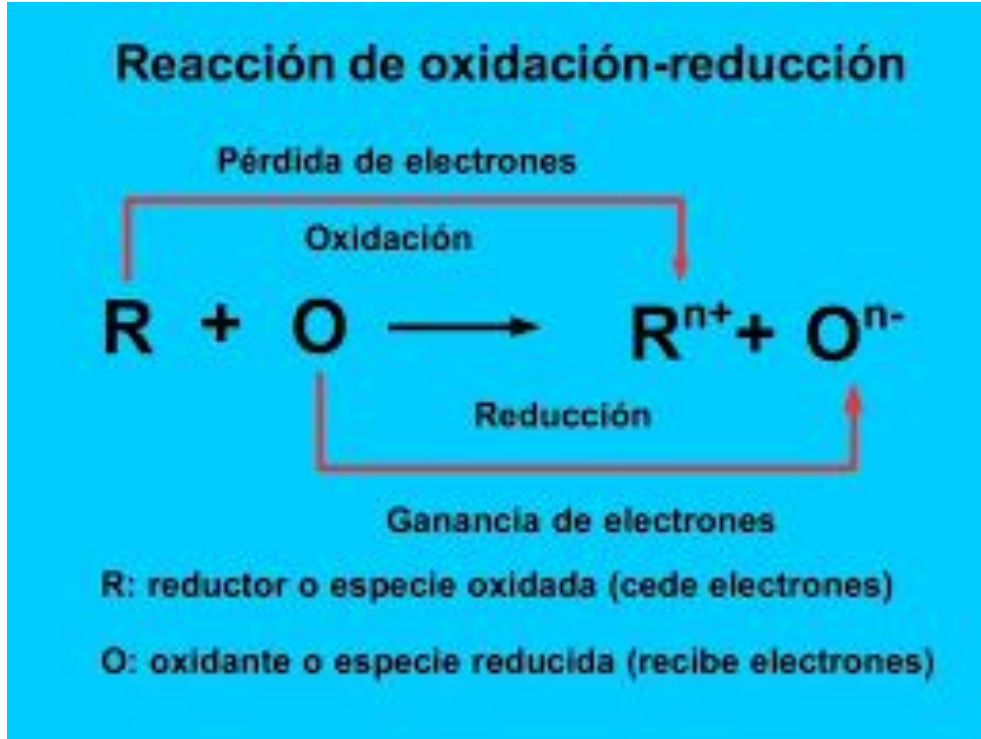 Reacción de oxidación-reducción
Pérdida de electrones
Oxidación
R + O → Rⁿ⁺ + Oⁿ⁻
Reducción
Ganancia de electrones
R: reductor o especie oxidada (cede electrones)
O: oxidante o especie reducida (recibe electrones)